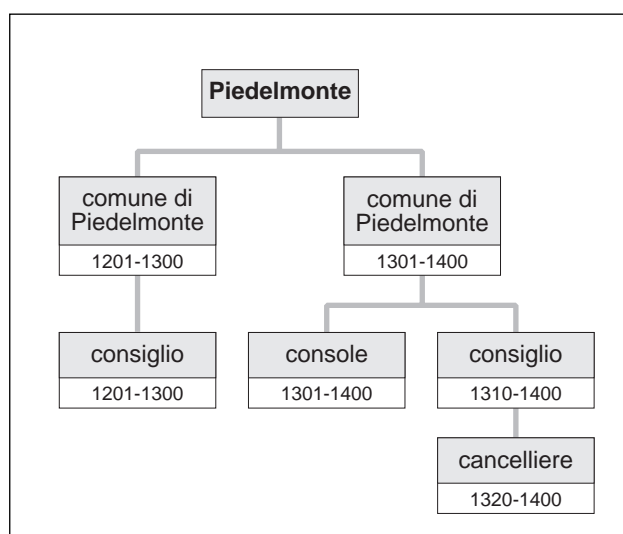 Piedelmonte
comune di
Piedelmonte
1201-1300
comune di
Piedelmonte
1301-1400
consiglio
1201-1300
console
1301-1400
consiglio
1310-1400
cancelliere
1320-1400